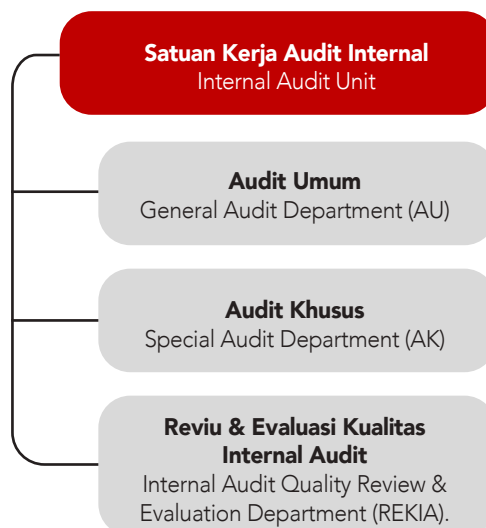 Satuan Kerja Audit Internal
Internal Audit Unit
Audit Umum
General Audit Department (AU)
Audit Khusus
Special Audit Department (AK)
Reviu & Evaluasi Kualitas
Internal Audit
Internal Audit Quality Review &
Evaluation Department (REKIA).